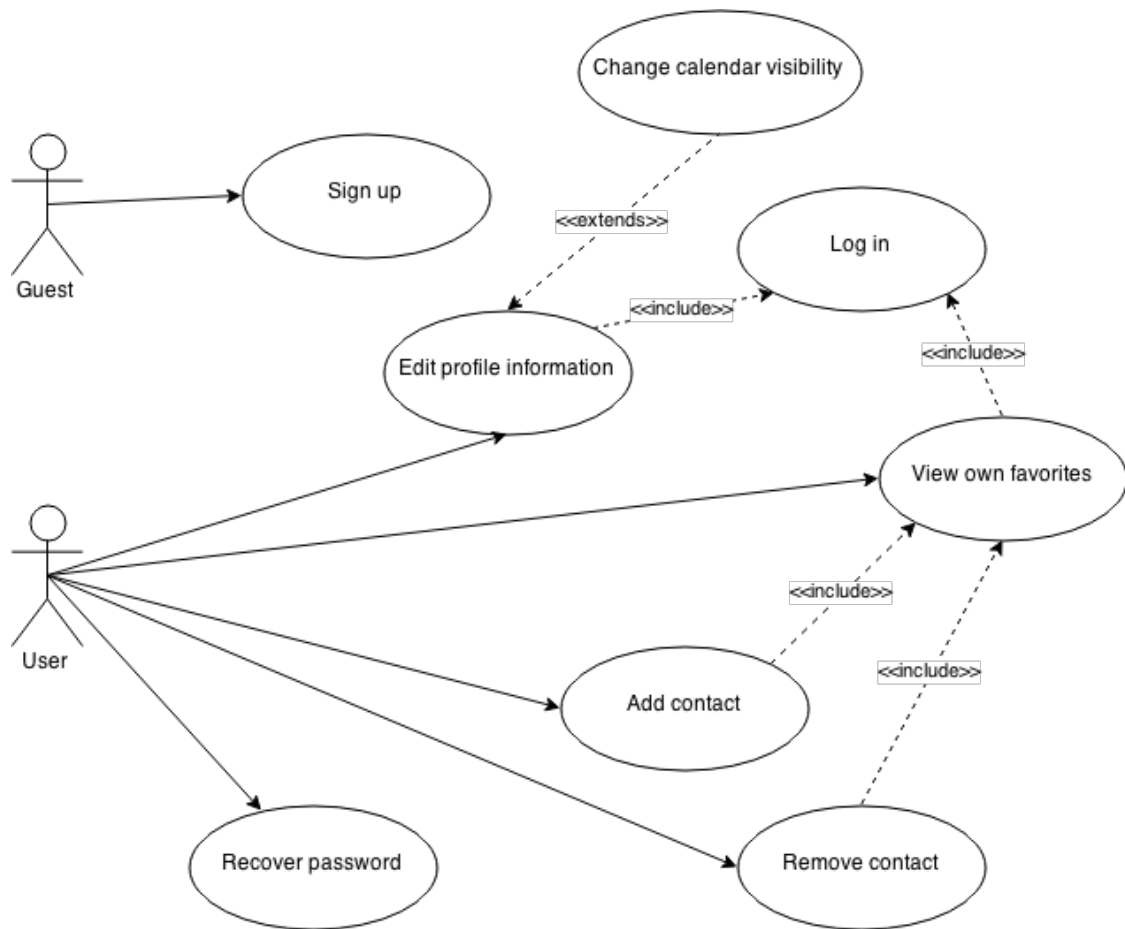 Change calendar visibility
Sign up
<<extends>>
Log in
Guest
<<include>>
<<include>>
Edit profile information
View own favorites
<<include>>
User
<<include>>
Add contact
Recover password
Remove contact